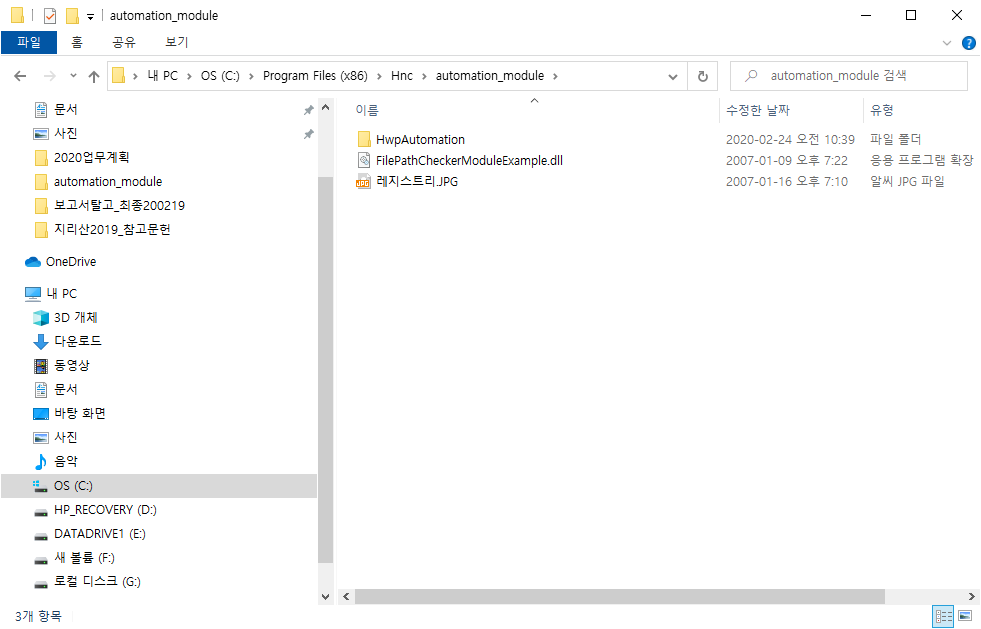 automation_module
파일 홈 공유 보기
내 PC OS (C:) Program Files (x86) Hnc automation_module automation_module 검색
문서
사진
2020업무계획
automation_module
보고서탈고_최종200219
지리산2019_참고문헌
OneDrive
내 PC
3D 개체
다운로드
동영상
문서
바탕 화면
사진
음악
OS (C:)
HP_RECOVERY (D:)
DATADRIVE1 (E:)
새 볼륨 (F:)
로컬 디스크 (G:)
이름 수정한 날짜 유형
HwpAutomation 2020-02-24 오전 10:39 파일 폴더
FilePathCheckerModuleExample.dll 2007-01-09 오후 7:22 응용 프로그램 확장
레지스트리.JPG 2007-01-16 오후 7:10 알씨 JPG 파일
3개 항목